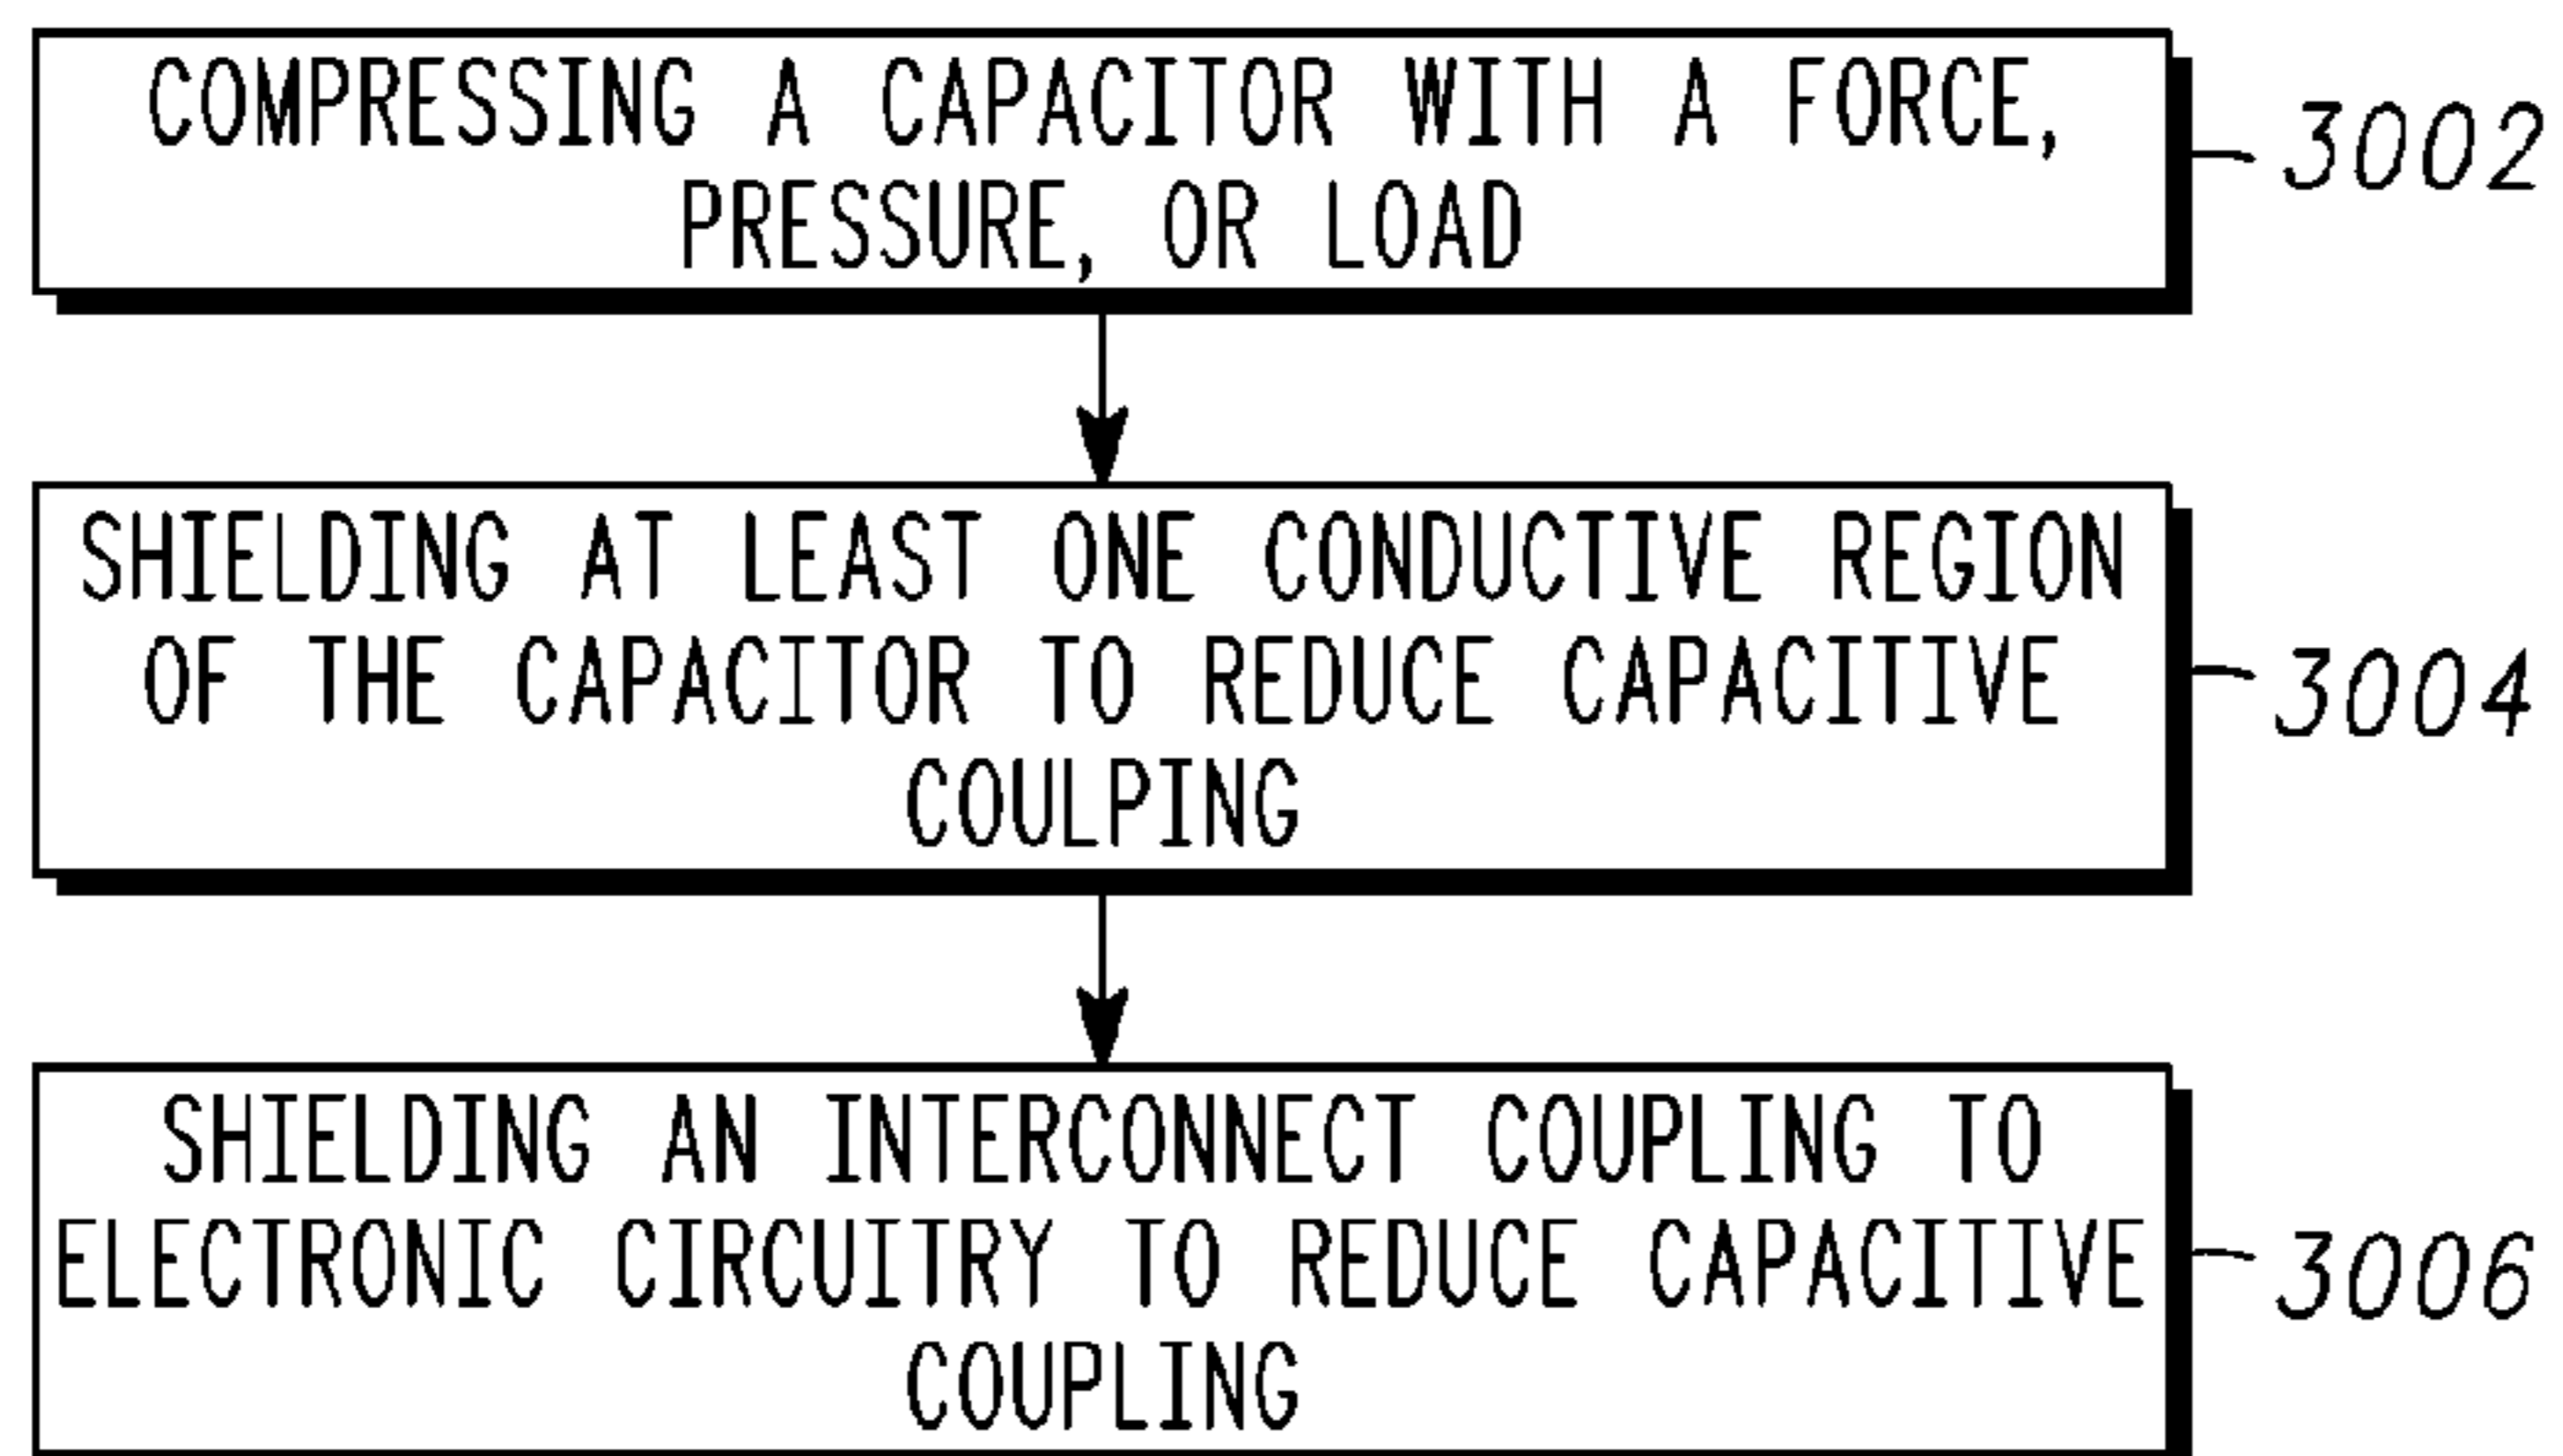 COMPRESSING A CAPACITOR WITH A FORCE,
PRESSURE, OR LOAD
3002
SHIELDING AT LEAST ONE CONDUCTIVE REGION
OF THE CAPACITOR TO REDUCE CAPACITIVE
COULPING
3004
SHIELDING AN INTERCONNECT COUPLING TO
ELECTRONIC CIRCUITRY TO REDUCE CAPACITIVE
COUPLING
3006